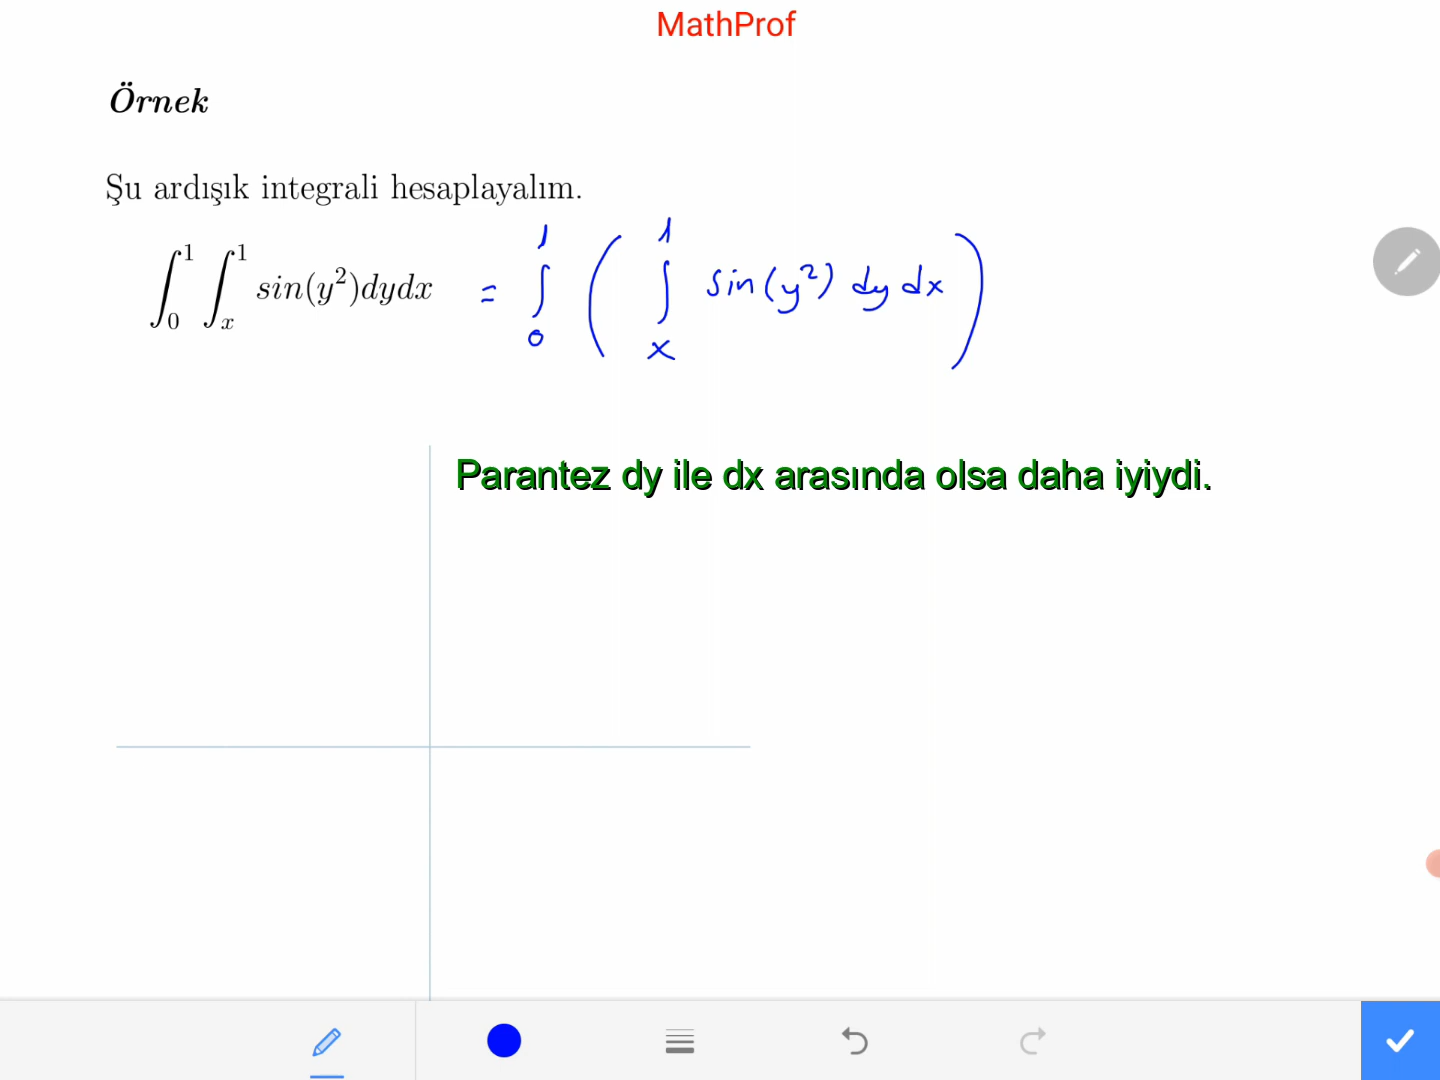 MathProf
Örnek
Şu ardışık integrali hesaplayalım.
∫₀¹ ∫ₓ¹ sin(y²)dydx = ∫₀¹ ( ∫ₓ¹ sin(y²) dy dx )
Parantez dy ile dx arasında olsa daha iyiydi.